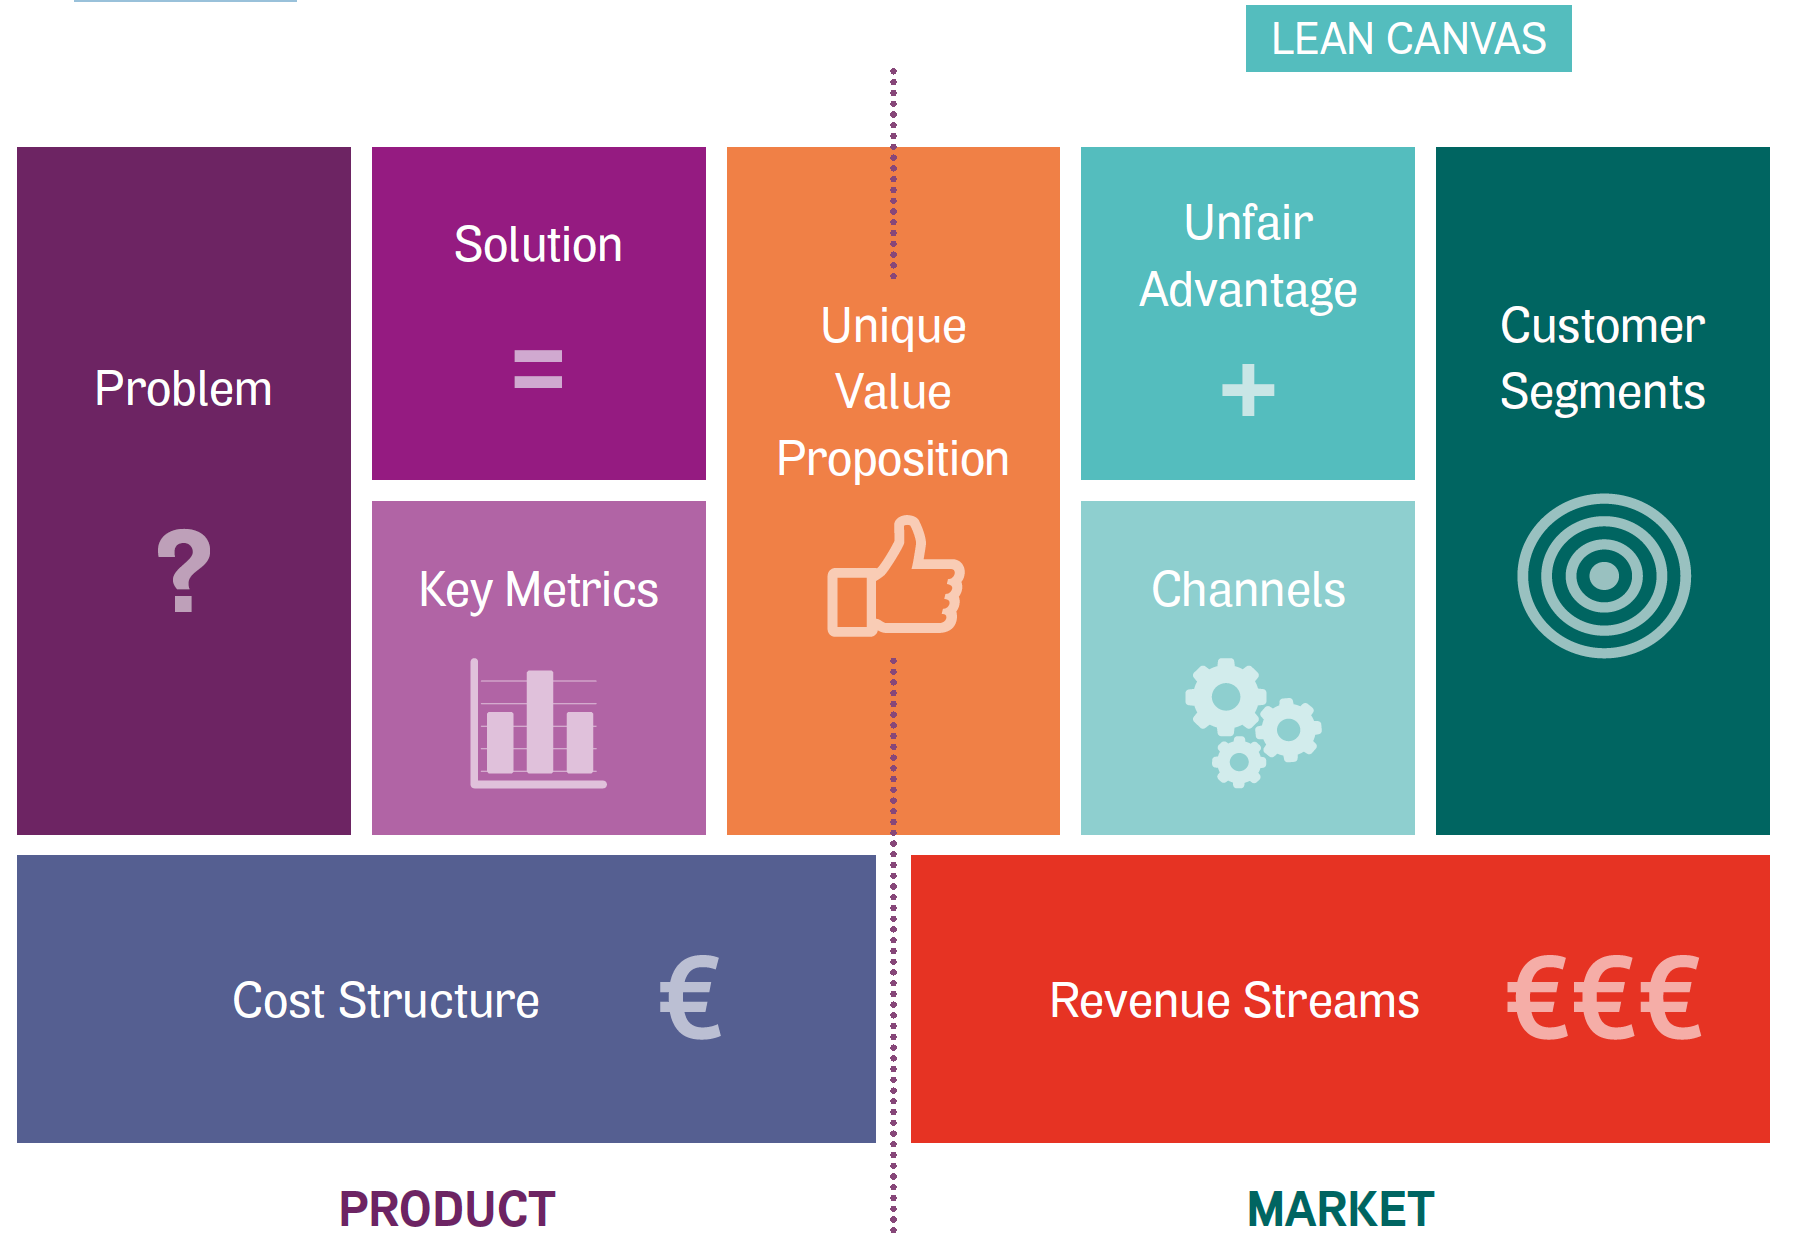 LEAN CANVAS
Problem
?
Solution
=
Key Metrics
Unique
Value
Proposition
Unfair
Advantage
+
Channels
Customer
Segments
Cost Structure €
Revenue Streams €€€
PRODUCT
MARKET